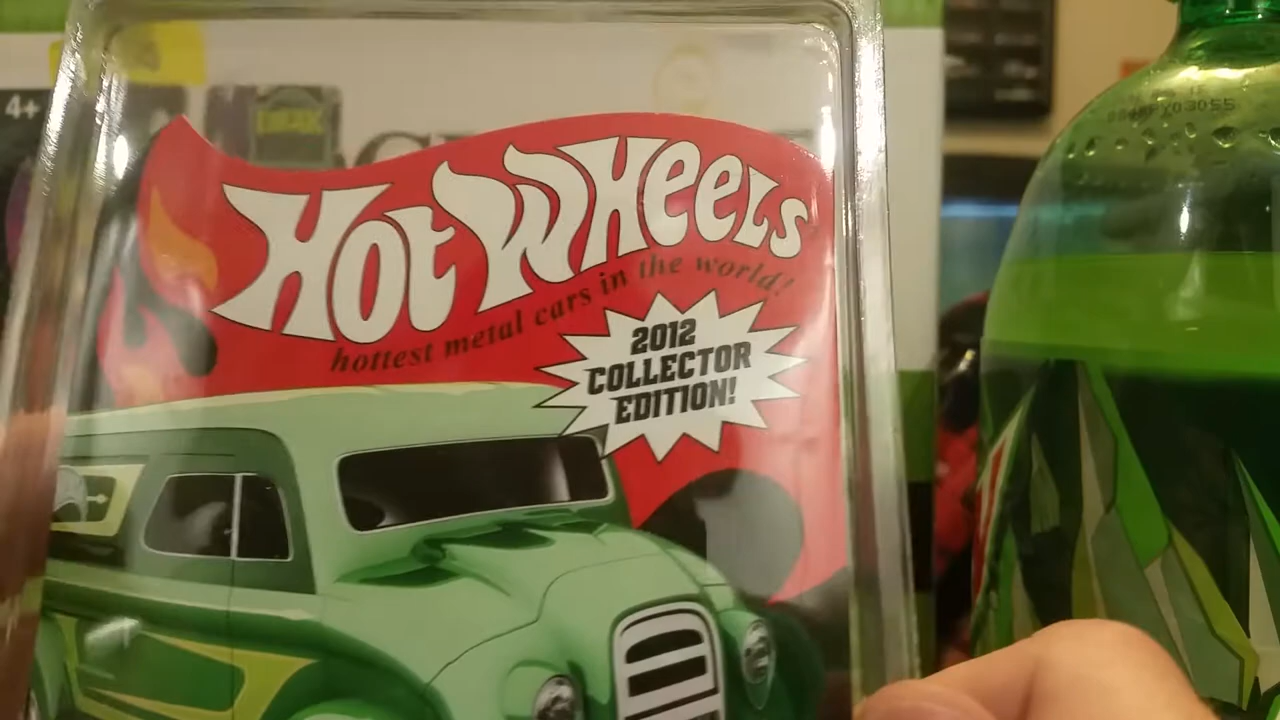 4+
Hot Wheels
hottest metal cars in the world!
2012
COLLECTOR
EDITION!